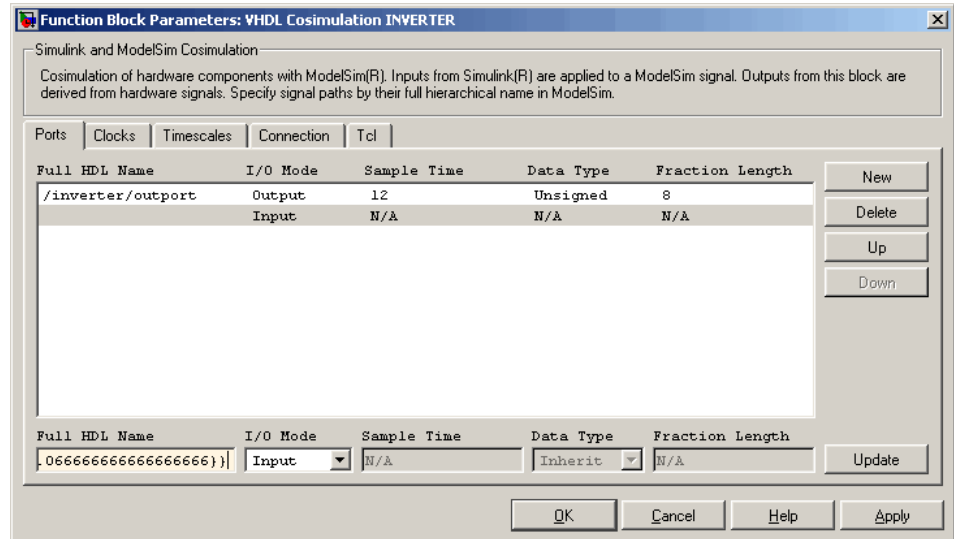 Function Block Parameters: VHDL Cosimulation INVERTER
Simulink and ModelSim Cosimulation
Cosimulation of hardware components with ModelSim(R). Inputs from Simulink(R) are applied to a ModelSim signal. Outputs from this block are
derived from hardware signals. Specify signal paths by their full hierarchical name in ModelSim.
Ports Clocks Timescales Connection Tcl
Full HDL Name I/O Mode Sample Time Data Type Fraction Length New
/inverter/outport Output 12 Unsigned 8
Input N/A N/A N/A Delete
Up
Down
Full HDL Name I/O Mode Sample Time Data Type Fraction Length
.066666666666666666}} Input N/A Inherit N/A Update
OK Cancel Help Apply